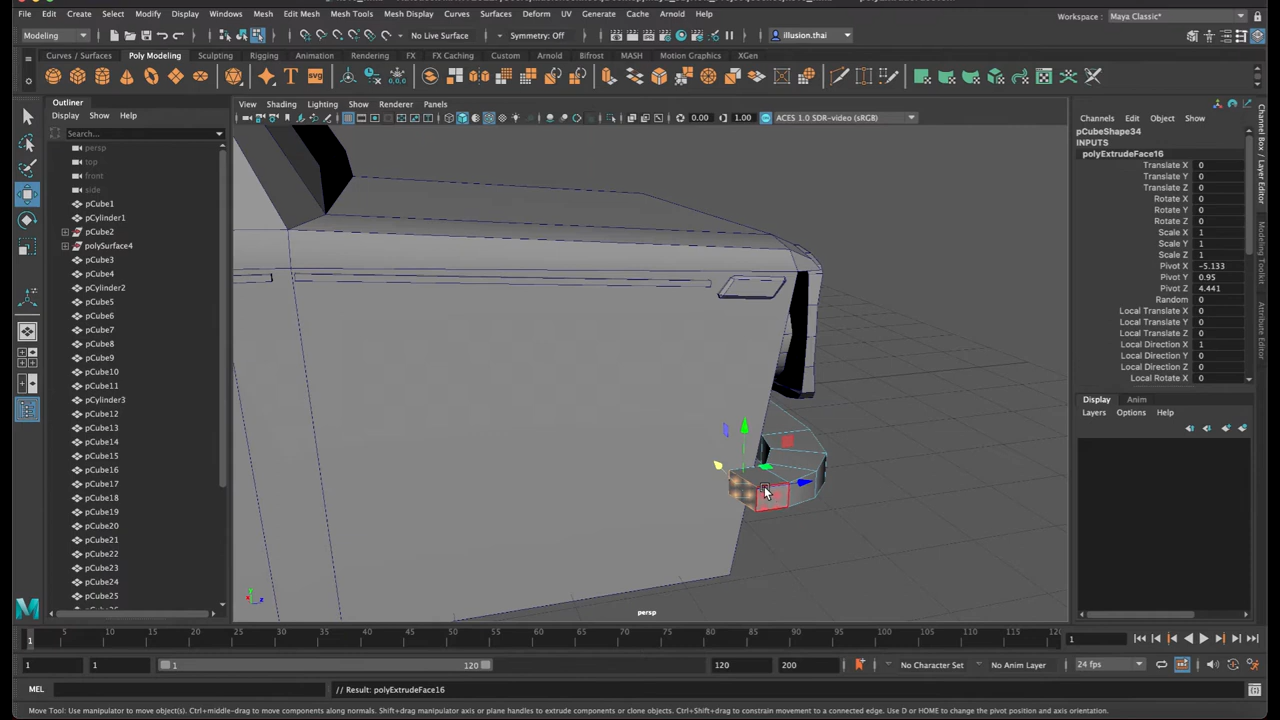 File Edit Create Select Modify Display Windows Mesh Edit Mesh Mesh Tools Mesh Display Curves Surfaces Deform UV Generate Cache Arnold Help
Workspace : Maya Classic*
Modeling No Live Surface Symmetry: Off illusion.thai
Curves / Surfaces Poly Modeling Sculpting Rigging Animation Rendering FX FX Caching Custom Arnold Bifrost MASH Motion Graphics XGen
Outliner
Display Show Help
Search...
persp
top
front
side
pCube1
pCylinder1
pCube2
polySurface4
pCube3
pCube4
pCylinder2
pCube5
pCube6
pCube7
pCube8
pCube9
pCube10
pCube11
pCylinder3
pCube12
pCube13
pCube14
pCube15
pCube16
pCube17
pCube18
pCube19
pCube20
pCube21
pCube22
pCube23
pCube24
pCube25
View Shading Lighting Show Renderer Panels
0.00 1.00 ACES 1.0 SDR-video (sRGB)
persp
Channels Edit Object Show
pCubeShape34
INPUTS
polyExtrudeFace16
Translate X 0
Translate Y 0
Translate Z 0
Rotate X 0
Rotate Y 0
Rotate Z 0
Scale X 1
Scale Y 1
Scale Z 1
Pivot X -5.133
Pivot Y 0.95
Pivot Z 4.441
Random 0
Local Translate X 0
Local Translate Y 0
Local Translate Z 0
Local Direction X 1
Local Direction Y 0
Local Direction Z 0
Local Rotate X 0
Display Anim
Layers Options Help
Channel Box / Layer Editor
Modeling Toolkit
Attribute Editor
1 5 10 15 20 25 30 35 40 45 50 55 60 65 70 75 80 85 90 95 100 105 110 115 120 1
1 1 1 120 120 200 No Character Set No Anim Layer 24 fps
MEL // Result: polyExtrudeFace16
Move Tool: Use manipulator to move object(s). Ctrl+middle-drag to move components along normals. Shift+drag manipulator axis or plane handles to extrude components or clone objects. Ctrl+Shift+drag to constrain movement to a connected edge. Use D or HOME to change the pivot position and axis orientation.